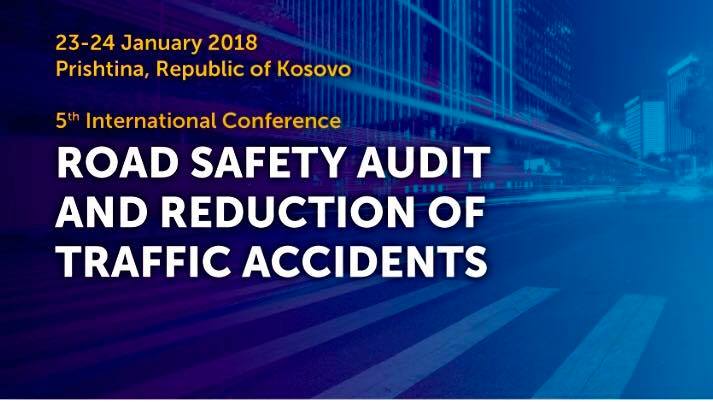 23-24 January 2018
Prishtina, Republic of Kosovo
5th International Conference
ROAD SAFETY AUDIT
AND REDUCTION OF
TRAFFIC ACCIDENTS